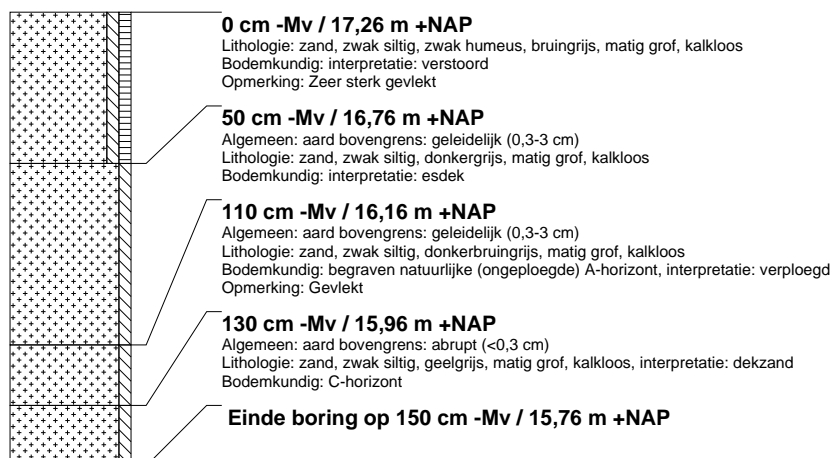 0 cm -Mv / 17,26 m +NAP
Lithologie: zand, zwak siltig, zwak humeus, bruingrijs, matig grof, kalkloos
Bodemkundig: interpretatie: verstoord
Opmerking: Zeer sterk gevlekt
50 cm -Mv / 16,76 m +NAP
Algemeen: aard bovengrens: geleidelijk (0,3-3 cm)
Lithologie: zand, zwak siltig, donkergrijs, matig grof, kalkloos
Bodemkundig: interpretatie: esdek
110 cm -Mv / 16,16 m +NAP
Algemeen: aard bovengrens: geleidelijk (0,3-3 cm)
Lithologie: zand, zwak siltig, donkerbruingrijs, matig grof, kalkloos
Bodemkundig: begraven natuurlijke (ongeploegde) A-horizont, interpretatie: verploegd
Opmerking: Gevlekt
130 cm -Mv / 15,96 m +NAP
Algemeen: aard bovengrens: abrupt (<0,3 cm)
Lithologie: zand, zwak siltig, geelgrijs, matig grof, kalkloos, interpretatie: dekzand
Bodemkundig: C-horizont
Einde boring op 150 cm -Mv / 15,76 m +NAP